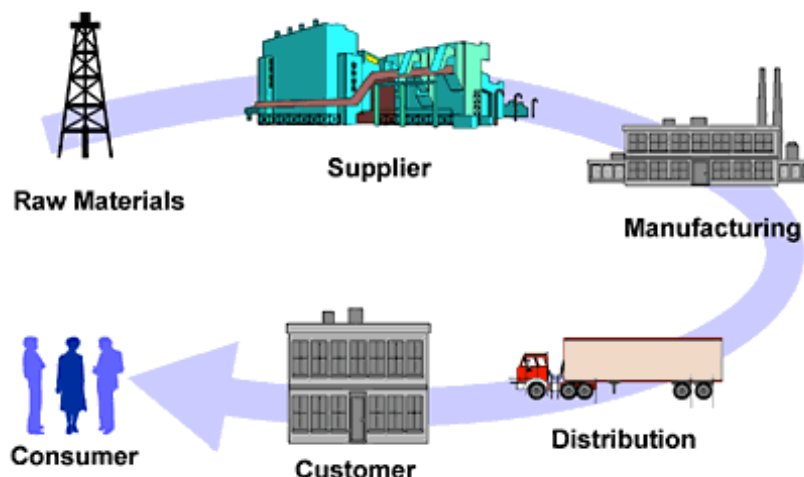 Raw Materials
Supplier
Manufacturing
Distribution
Customer
Consumer